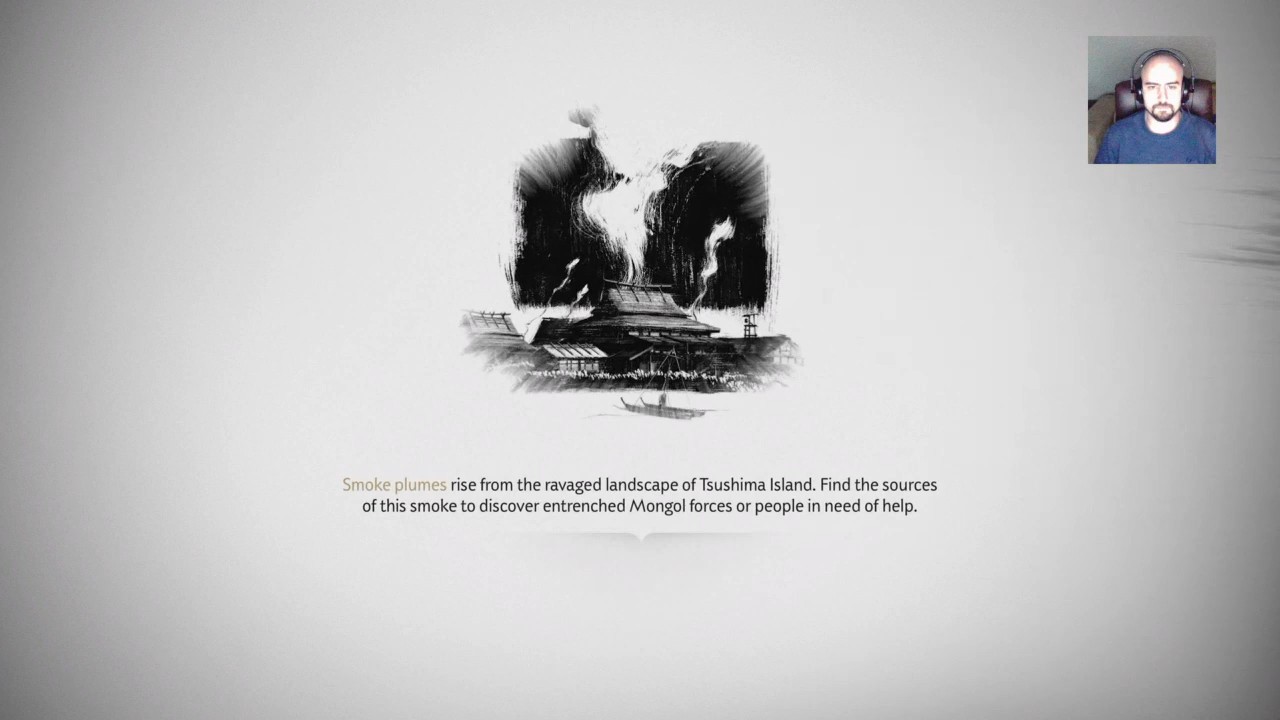 Smoke plumes rise from the ravaged landscape of Tsushima Island. Find the sources
of this smoke to discover entrenched Mongol forces or people in need of help.